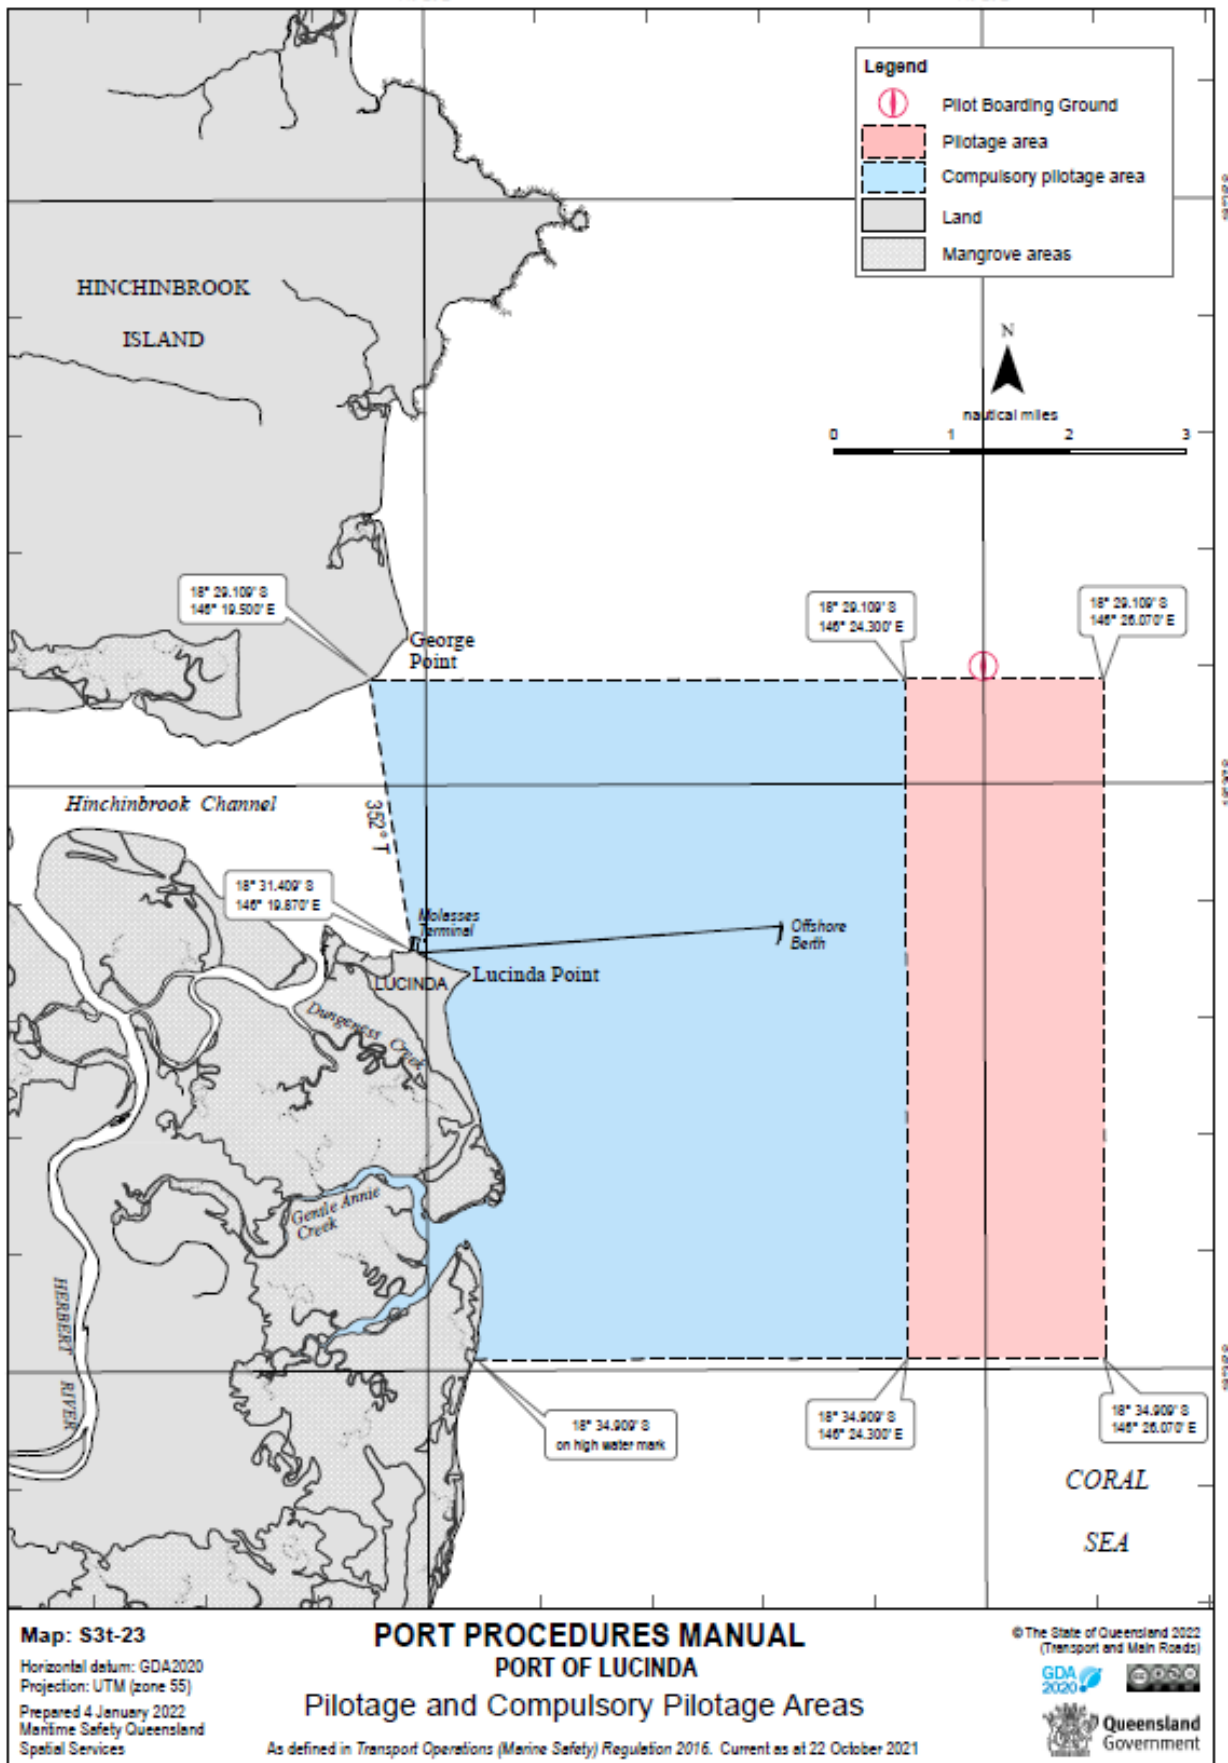 Legend
Pilot Boarding Ground
Pilotage area
Compulsory pilotage area
Land
Mangrove areas
HINCHINBROOK
ISLAND
N
nautical miles
0 1 2 3
18° 29.109' S
146° 19.500' E
18° 29.109' S
146° 24.300' E
18° 29.109' S
146° 26.070' E
George
Point
Hinchinbrook Channel
352° T
18° 31.409' S
146° 19.870' E
Molasses
Terminal
Offshore
Berth
LUCINDA
Lucinda Point
Dungeness Creek
Gentle Annie
Creek
HERBERT
RIVER
18° 34.909' S
on high water mark
18° 34.909' S
146° 24.300' E
18° 34.909' S
146° 26.070' E
CORAL
SEA
Map: S3t-23
Horizontal datum: GDA2020
Projection: UTM (zone 55)
Prepared 4 January 2022
Maritime Safety Queensland
Spatial Services
PORT PROCEDURES MANUAL
PORT OF LUCINDA
Pilotage and Compulsory Pilotage Areas
As defined in Transport Operations (Marine Safety) Regulation 2016. Current as at 22 October 2021
© The State of Queensland 2022
(Transport and Main Roads)
GDA
2020
Queensland
Government